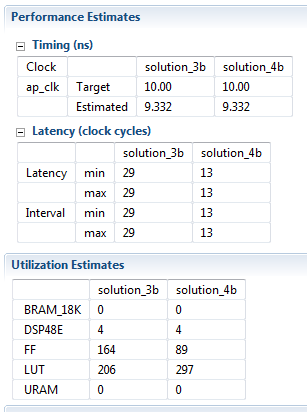 Performance Estimates
Timing (ns)
Clock solution_3b solution_4b
ap_clk Target 10.00 10.00
Estimated 9.332 9.332
Latency (clock cycles)
solution_3b solution_4b
Latency min 29 13
max 29 13
Interval min 29 13
max 29 13
Utilization Estimates
solution_3b solution_4b
BRAM_18K 0 0
DSP48E 4 4
FF 164 89
LUT 206 297
URAM 0 0